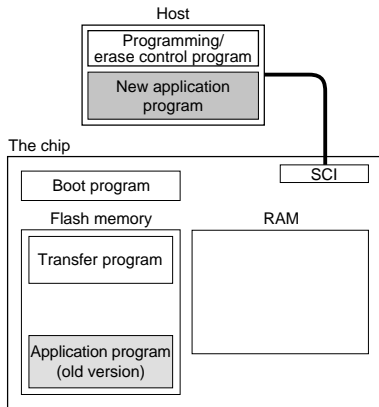 Host
Programming/
erase control program
New application
program
The chip
SCI
Boot program
Flash memory
RAM
Transfer program
Application program
(old version)